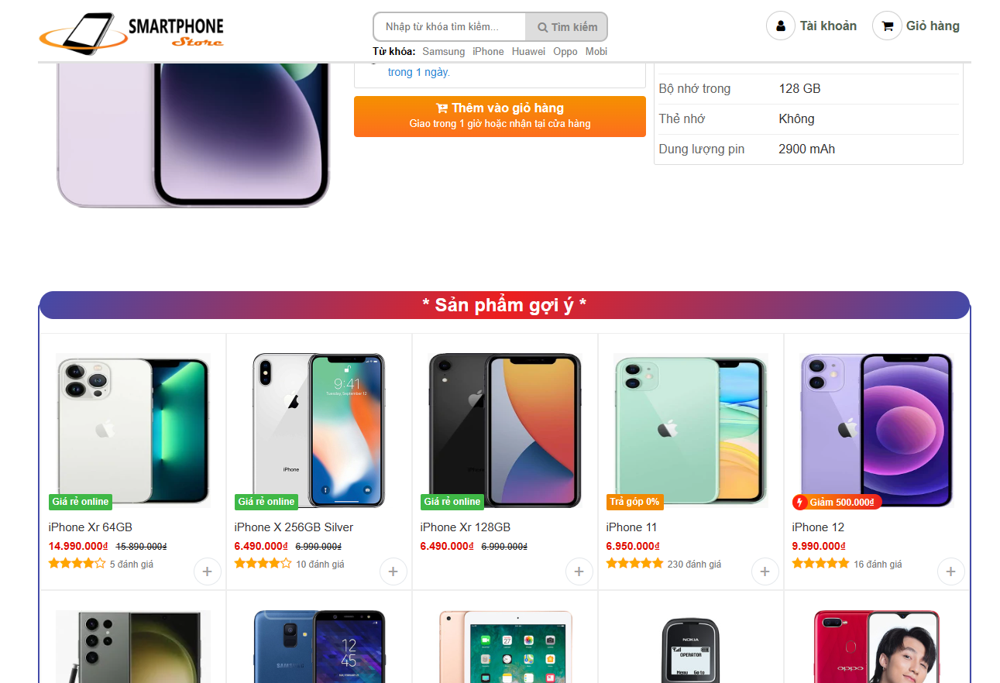 SMARTPHONE
Store
Nhập từ khóa tìm kiếm...
Tìm kiếm
Từ khóa: Samsung iPhone Huawei Oppo Mobi
Tài khoản
Giỏ hàng
trong 1 ngày.
Thêm vào giỏ hàng
Giao trong 1 giờ hoặc nhận tại cửa hàng
Bộ nhớ trong 128 GB
Thẻ nhớ Không
Dung lượng pin 2900 mAh
* Sản phẩm gợi ý *
9:41
Tuesday, September 12
iPhone
Giá rẻ online
Giá rẻ online
Giá rẻ online
Trả góp 0%
Giảm 500.000₫
iPhone Xr 64GB
14.990.000₫ 15.890.000₫
5 đánh giá
iPhone X 256GB Silver
6.490.000₫ 6.990.000₫
10 đánh giá
iPhone Xr 128GB
6.490.000₫ 6.990.000₫
iPhone 11
6.950.000₫
230 đánh giá
iPhone 12
9.990.000₫
16 đánh giá
SAMSUNG
12
45
27
NOKIA
OPERATOR
Menu Go to
oppo